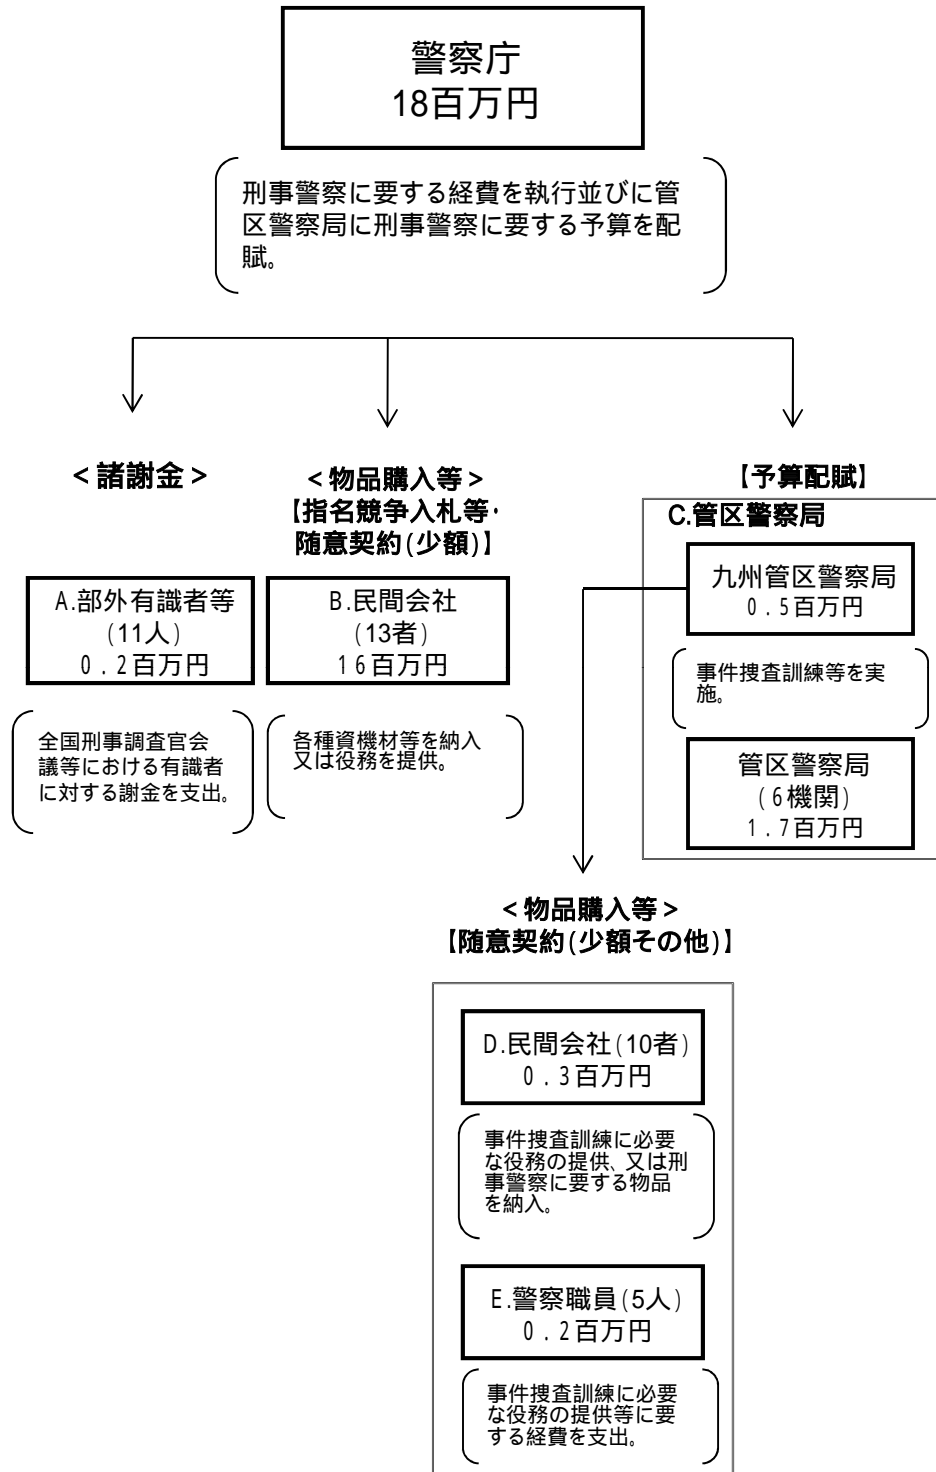 警察庁
18百万円
刑事警察に要する経費を執行並びに管
区警察局に刑事警察に要する予算を配
賦。
＜諸謝金＞
A.部外有識者等
(11人)
０．２百万円
全国刑事調査官会
議等における有識者
に対する謝金を支出。
＜物品購入等＞
【指名競争入札等・
随意契約(少額)】
B.民間会社
(13者)
１６百万円
各種資機材等を納入
又は役務を提供。
【予算配賦】
C.管区警察局
九州管区警察局
０．５百万円
事件捜査訓練等を実
施。
管区警察局
(６機関)
１．７百万円
＜物品購入等＞
【随意契約(少額その他)】
D.民間会社(10者)
０．３百万円
事件捜査訓練に必要
な役務の提供、又は刑
事警察に要する物品
を納入。
E.警察職員(5人)
０．２百万円
事件捜査訓練に必要
な役務の提供等に要
する経費を支出。